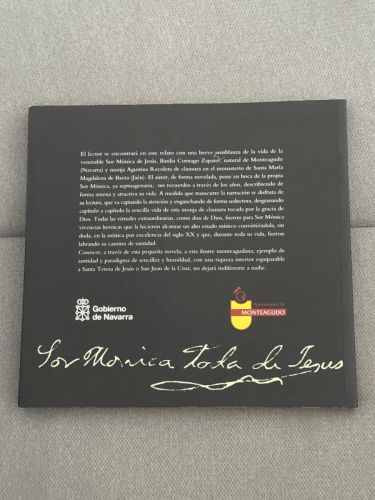 El lector se encontrará en este relato con una breve semblanza de la vida de la
venerable Sor Mónica de Jesús, Basilia Cornago Zapater, natural de Monteagudo
(Navarra) y monja Agustina Recoleta de clausura en el monasterio de Santa María
Magdalena de Baeza (Jaén). El autor, de forma novelada, pone en boca de la propia
Sor Mónica, ya septuagenaria, sus recuerdos a través de los años, describiendo de
forma amena y atractiva su vida. A medida que transcurre la narración se disfruta de
su lectura, que va captando la atención y enganchando de forma seductora, desgranando
capítulo a capítulo la sencilla vida de esta monja de clausura tocada por la gracia de
Dios. Todas las virtudes extraordinarias, como don de Dios, fueron para Sor Mónica
vivencias heroicas que la hicieron alcanzar un alto estado místico convirtiéndola, sin
duda, en la mística por excelencia del siglo XX y que, durante toda su vida, fueron
labrando su camino de santidad.
Conocer, a través de esta pequeña novela, a esta ilustre monteagudana, ejemplo de
santidad y paradigma de sencillez y humildad, con una riqueza interior equiparable
a Santa Teresa de Jesús o San Juan de la Cruz, no dejará indiferente a nadie.
Gobierno
de Navarra
Ayuntamiento de
MONTEAGUDO
Sor Monica toda de Jesus